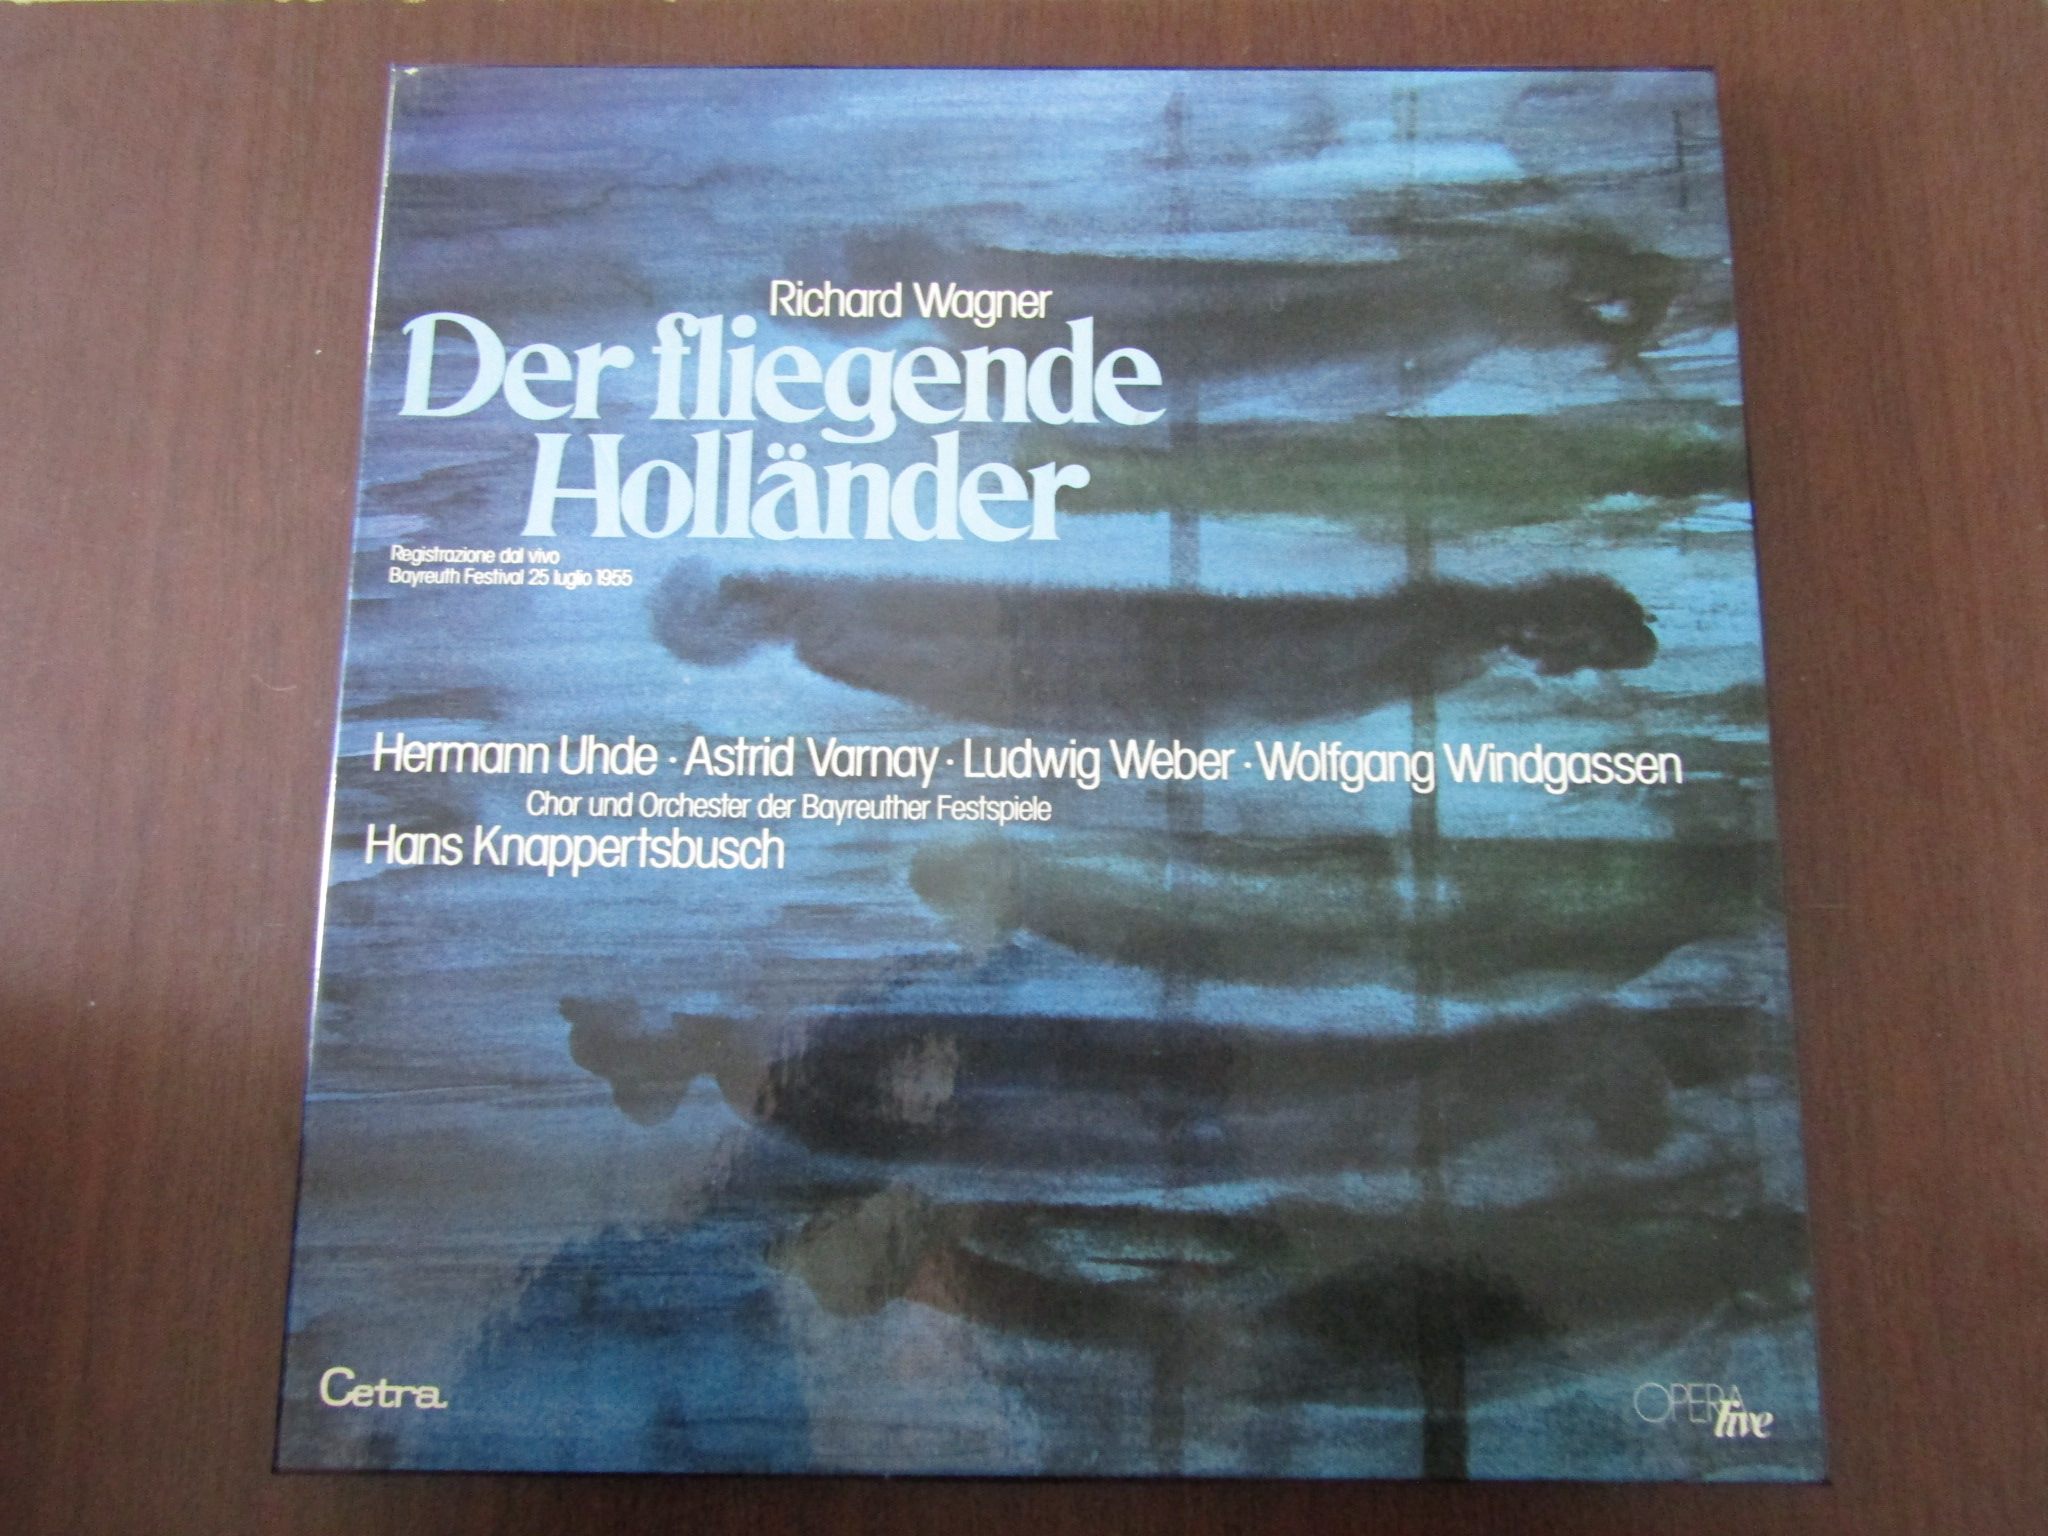 Richard Wagner
Der fliegende
Holländer
Registrazione dal vivo
Bayreuth Festival 25 luglio 1955
Hermann Uhde · Astrid Varnay · Ludwig Weber · Wolfgang Windgassen
Chor und Orchester der Bayreuther Festspiele
Hans Knappertsbusch
Cetra
OPERA
live